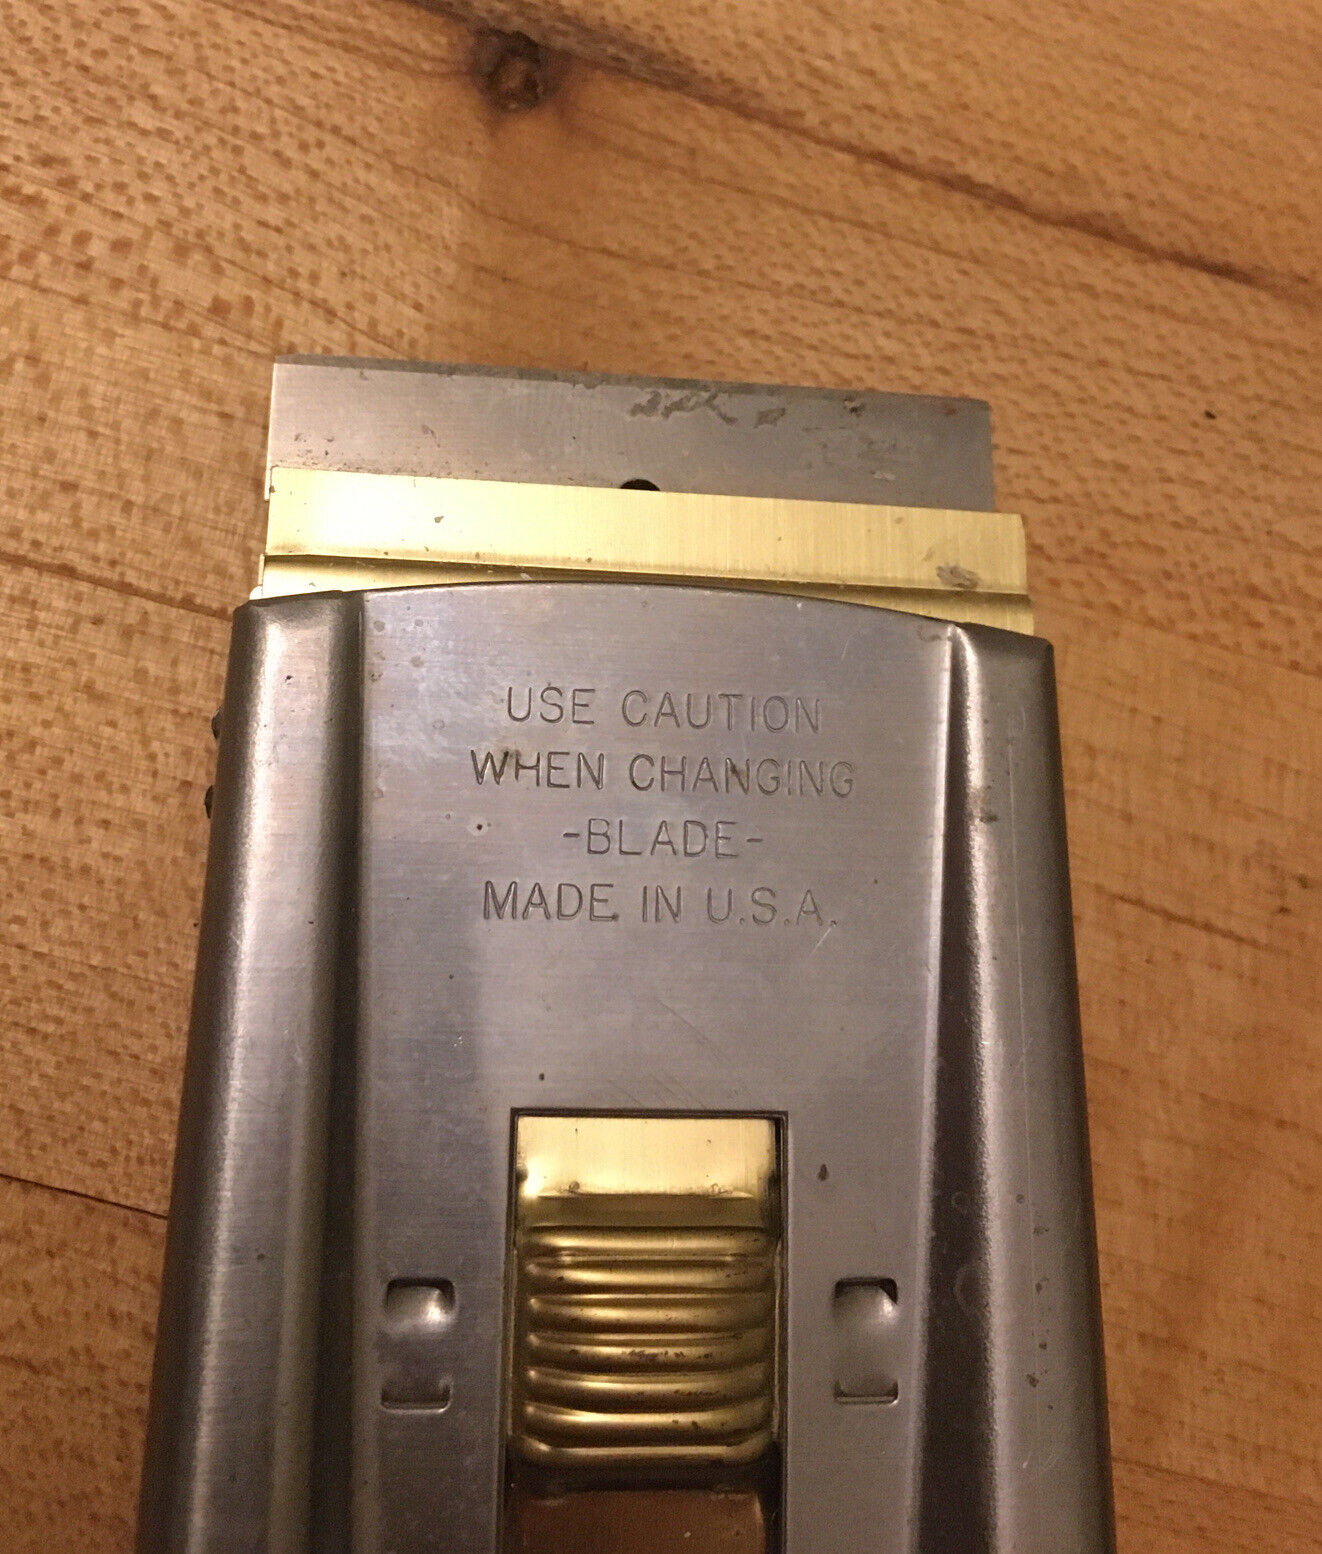 USE CAUTION
WHEN CHANGING
-BLADE-
MADE IN U.S.A.